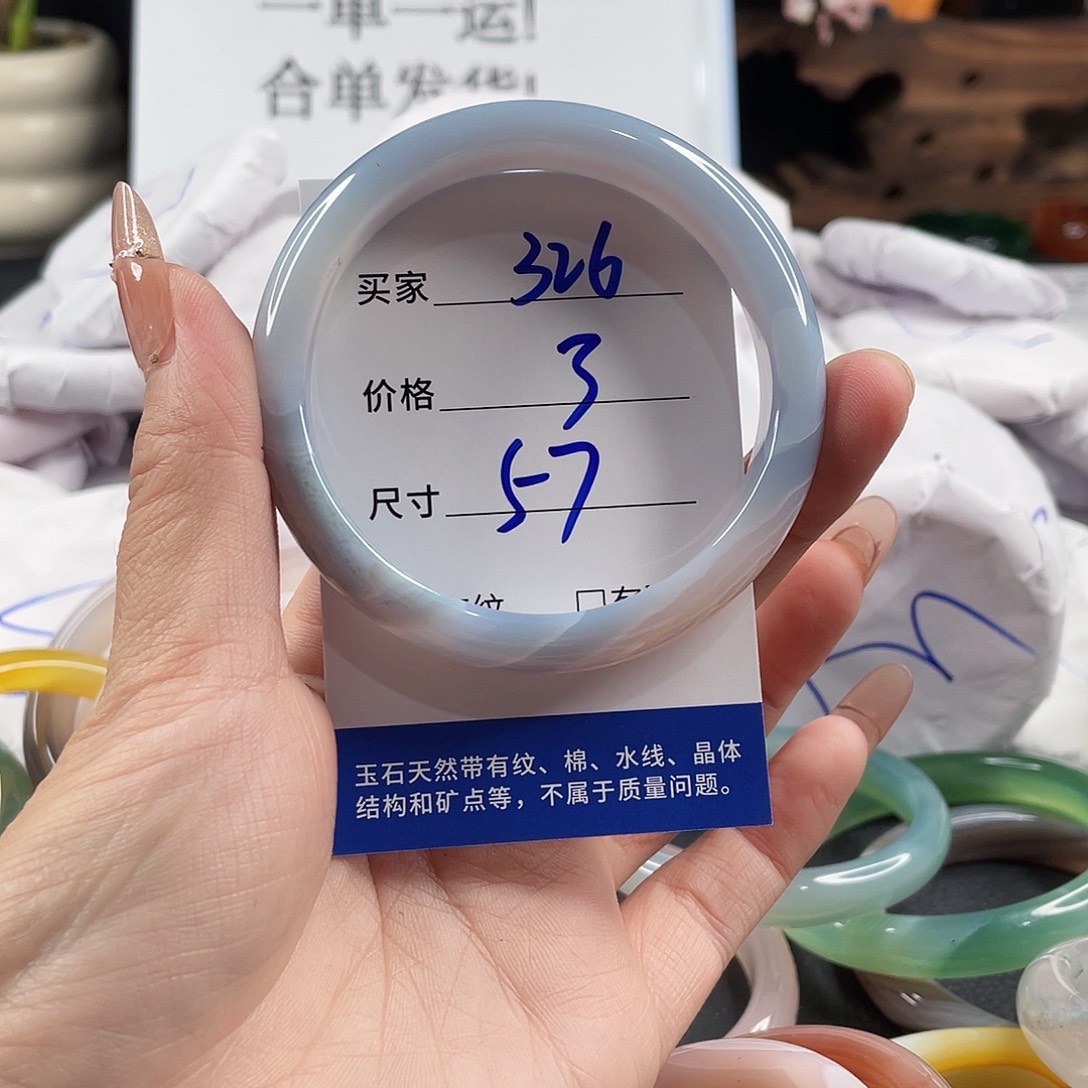 一单一运!
合单发货!
买家 326
价格 3
尺寸 57
纹 □有
玉石天然带有纹、棉、水线、晶体
结构和矿点等，不属于质量问题。